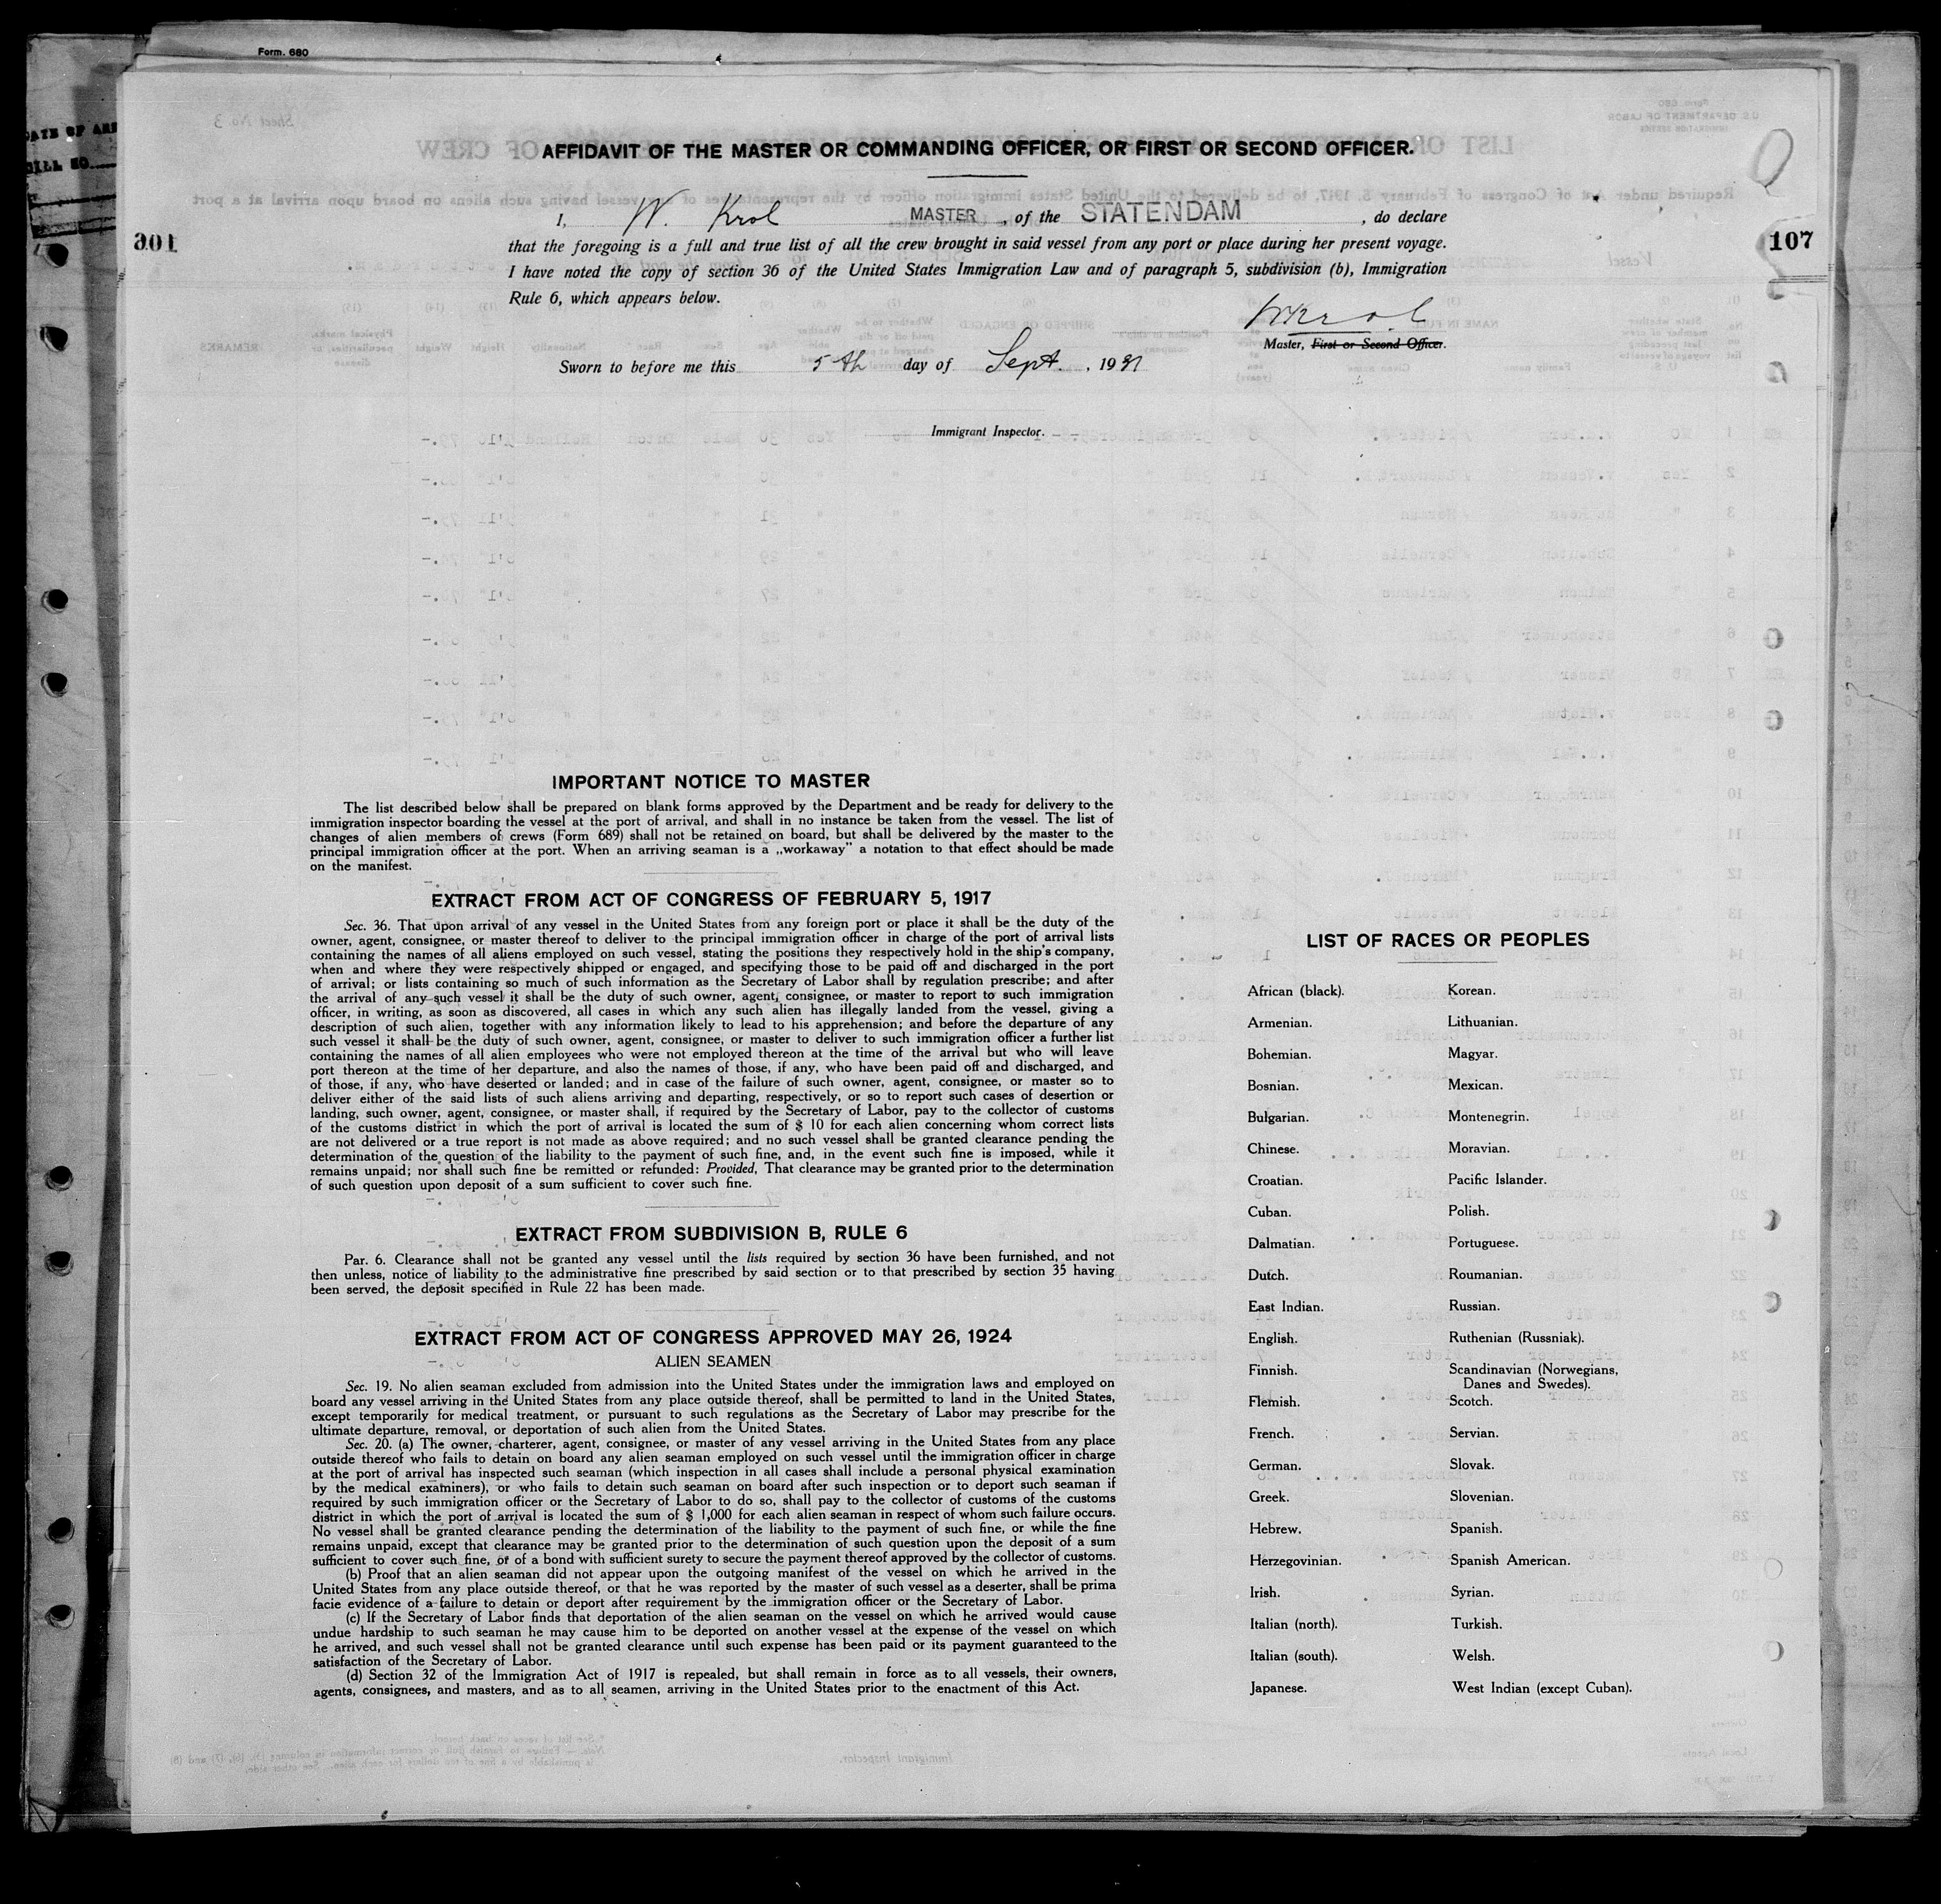 Form. 680
AFFIDAVIT OF THE MASTER OR COMMANDING OFFICER, OR FIRST OR SECOND OFFICER.
I, W. Krol MASTER, of the STATENDAM, do declare
that the foregoing is a full and true list of all the crew brought in said vessel from any port or place during her present voyage.
107
I have noted the copy of section 36 of the United States Immigration Law and of paragraph 5, subdivision (b), Immigration
Rule 6, which appears below.
WKrol
Master, First or Second Officer.
Sworn to before me this 5th day of Sept., 19
Immigrant Inspector.
IMPORTANT NOTICE TO MASTER
The list described below shall be prepared on blank forms approved by the Department and be ready for delivery to the
immigration inspector boarding the vessel at the port of arrival, and shall in no instance be taken from the vessel. The list of
changes of alien members of crews (Form 689) shall not be retained on board, but shall be delivered by the master to the
principal immigration officer at the port. When an arriving seaman is a „workaway" a notation to that effect should be made
on the manifest.
EXTRACT FROM ACT OF CONGRESS OF FEBRUARY 5, 1917
Sec. 36. That upon arrival of any vessel in the United States from any foreign port or place it shall be the duty of the
owner, agent, consignee, or master thereof to deliver to the principal immigration officer in charge of the port of arrival lists
containing the names of all aliens employed on such vessel, stating the positions they respectively hold in the ship's company,
when and where they were respectively shipped or engaged, and specifying those to be paid off and discharged in the port
of arrival; or lists containing so much of such information as the Secretary of Labor shall by regulation prescribe; and after
the arrival of any such vessel it shall be the duty of such owner, agent, consignee, or master to report to such immigration
officer, in writing, as soon as discovered, all cases in which any such alien has illegally landed from the vessel, giving a
description of such alien, together with any information likely to lead to his apprehension; and before the departure of any
such vessel it shall be the duty of such owner, agent, consignee, or master to deliver to such immigration officer a further list
containing the names of all alien employees who were not employed thereon at the time of the arrival but who will leave
port thereon at the time of her departure, and also the names of those, if any, who have been paid off and discharged, and
of those, if any, who have deserted or landed; and in case of the failure of such owner, agent, consignee, or master so to
deliver either of the said lists of such aliens arriving and departing, respectively, or so to report such cases of desertion or
landing, such owner, agent, consignee, or master shall, if required by the Secretary of Labor, pay to the collector of customs
of the customs district in which the port of arrival is located the sum of $ 10 for each alien concerning whom correct lists
are not delivered or a true report is not made as above required; and no such vessel shall be granted clearance pending the
determination of the question of the liability to the payment of such fine, and, in the event such fine is imposed, while it
remains unpaid; nor shall such fine be remitted or refunded: Provided, That clearance may be granted prior to the determination
of such question upon deposit of a sum sufficient to cover such fine.
EXTRACT FROM SUBDIVISION B, RULE 6
Par. 6. Clearance shall not be granted any vessel until the lists required by section 36 have been furnished, and not
then unless, notice of liability to the administrative fine prescribed by said section or to that prescribed by section 35 having
been served, the deposit specified in Rule 22 has been made.
EXTRACT FROM ACT OF CONGRESS APPROVED MAY 26, 1924
ALIEN SEAMEN
Sec. 19. No alien seaman excluded from admission into the United States under the immigration laws and employed on
board any vessel arriving in the United States from any place outside thereof, shall be permitted to land in the United States,
except temporarily for medical treatment, or pursuant to such regulations as the Secretary of Labor may prescribe for the
ultimate departure, removal, or deportation of such alien from the United States.
Sec. 20. (a) The owner, charterer, agent, consignee, or master of any vessel arriving in the United States from any place
outside thereof who fails to detain on board any alien seaman employed on such vessel until the immigration officer in charge
at the port of arrival has inspected such seaman (which inspection in all cases shall include a personal physical examination
by the medical examiners), or who fails to detain such seaman on board after such inspection or to deport such seaman if
required by such immigration officer or the Secretary of Labor to do so, shall pay to the collector of customs of the customs
district in which the port of arrival is located the sum of $ 1,000 for each alien seaman in respect of whom such failure occurs.
No vessel shall be granted clearance pending the determination of the liability to the payment of such fine, or while the fine
remains unpaid, except that clearance may be granted prior to the determination of such question upon the deposit of a sum
sufficient to cover such fine, or of a bond with sufficient surety to secure the payment thereof approved by the collector of customs.
(b) Proof that an alien seaman did not appear upon the outgoing manifest of the vessel on which he arrived in the
United States from any place outside thereof, or that he was reported by the master of such vessel as a deserter, shall be prima
facie evidence of a failure to detain or deport after requirement by the immigration officer or the Secretary of Labor.
(c) If the Secretary of Labor finds that deportation of the alien seaman on the vessel on which he arrived would cause
undue hardship to such seaman he may cause him to be deported on another vessel at the expense of the vessel on which
he arrived, and such vessel shall not be granted clearance until such expense has been paid or its payment guaranteed to the
satisfaction of the Secretary of Labor.
(d) Section 32 of the Immigration Act of 1917 is repealed, but shall remain in force as to all vessels, their owners,
agents, consignees, and masters, and as to all seamen, arriving in the United States prior to the enactment of this Act.
LIST OF RACES OR PEOPLES
African (black).
Armenian.
Bohemian.
Bosnian.
Bulgarian.
Chinese.
Croatian.
Cuban.
Dalmatian.
Dutch.
East Indian.
English.
Finnish.
Flemish.
French.
German.
Greek.
Hebrew.
Herzegovinian.
Irish.
Italian (north).
Italian (south).
Japanese.
Korean.
Lithuanian.
Magyar.
Mexican.
Montenegrin.
Moravian.
Pacific Islander.
Polish.
Portuguese.
Roumanian.
Russian.
Ruthenian (Russniak).
Scandinavian (Norwegians,
Danes and Swedes).
Scotch.
Servian.
Slovak.
Slovenian.
Spanish.
Spanish American.
Syrian.
Turkish.
Welsh.
West Indian (except Cuban).